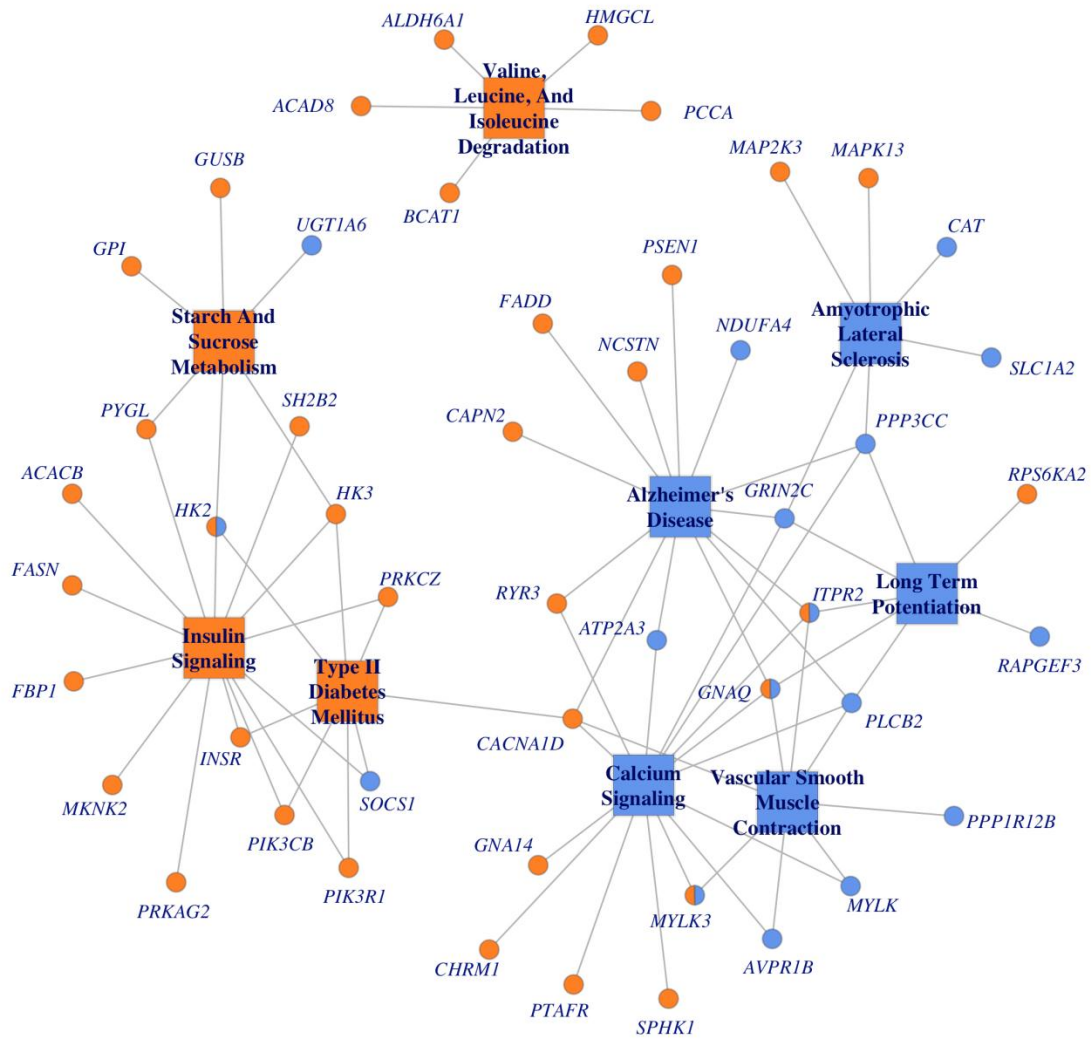 ALDH6A1
HMGCL
Valine,
Leucine, And
Isoleucine
Degradation
ACAD8
PCCA
BCAT1
GUSB
UGT1A6
GPI
Starch And
Sucrose
Metabolism
MAP2K3
MAPK13
CAT
PSEN1
FADD
NDUFA4
NCSTN
Amyotrophic
Lateral
Sclerosis
SLC1A2
CAPN2
PPP3CC
PYGL
SH2B2
ACACB
HK2
HK3
Alzheimer's
Disease
GRIN2C
RPS6KA2
FASN
PRKCZ
RYR3
ATP2A3
ITPR2
Long Term
Potentiation
RAPGEF3
Insulin
Signaling
Type II
Diabetes
Mellitus
FBP1
GNAQ
PLCB2
CACNA1D
INSR
MKNK2
SOCS1
Calcium
Signaling
Vascular Smooth
Muscle
Contraction
PPP1R12B
PIK3CB
GNA14
PIK3R1
PRKAG2
MYLK3
MYLK
CHRM1
AVPR1B
PTAFR
SPHK1